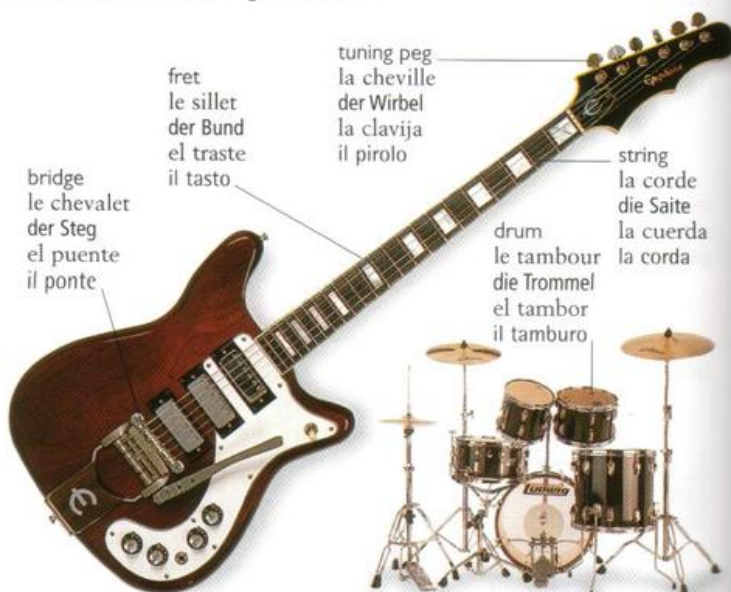 tuning peg
la cheville
der Wirbel
la clavija
il pirolo
fret
le sillet
der Bund
el traste
il tasto
string
la corde
die Saite
la cuerda
la corda
bridge
le chevalet
der Steg
el puente
il ponte
drum
le tambour
die Trommel
el tambor
il tamburo
Epiphone
Ludwig